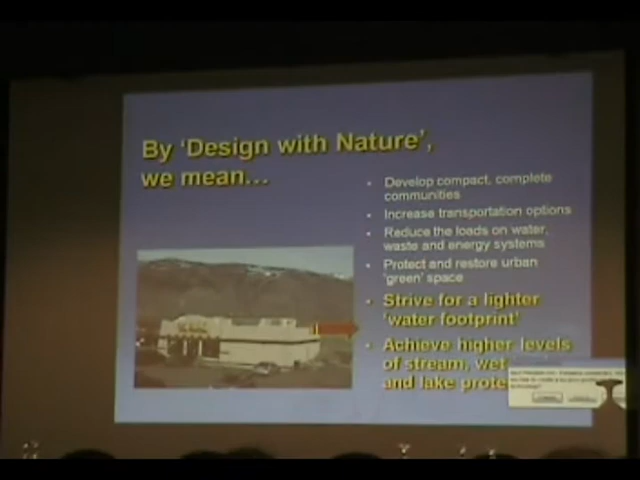 By 'Design with Nature',
we mean...
• Develop compact, complete
communities
• Increase transportation options
• Reduce the loads on water,
waste and energy systems
• Protect and restore urban
'green' space
• Strive for a lighter
'water footprint'
• Achieve higher levels
of stream,
and lake